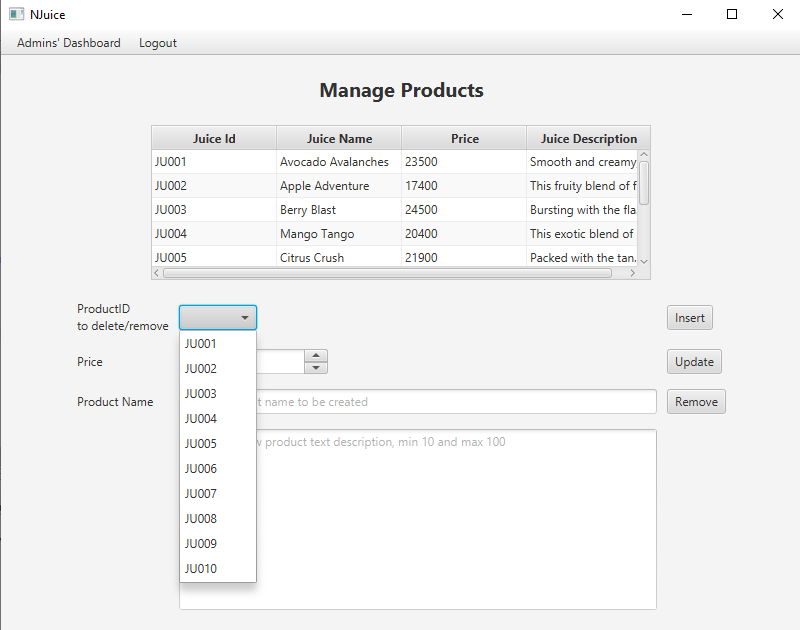 NJuice
Admins' Dashboard Logout
Manage Products
Juice Id Juice Name Price Juice Description
JU001 Avocado Avalanches 23500 Smooth and creamy
JU002 Apple Adventure 17400 This fruity blend of f
JU003 Berry Blast 24500 Bursting with the fla
JU004 Mango Tango 20400 This exotic blend of
JU005 Citrus Crush 21900 Packed with the tan.
ProductID
to delete/remove
Insert
JU001
Price
Update
JU002
JU003
Product Name
t name to be created
Remove
JU004
w product text description, min 10 and max 100
JU005
JU006
JU007
JU008
JU009
JU010